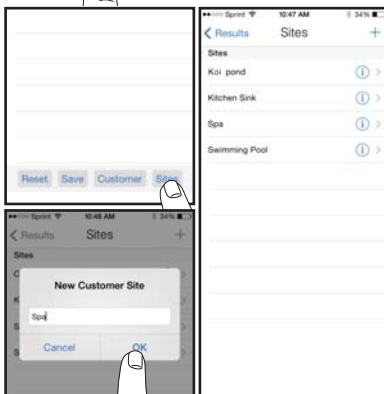 Reset Save Customer Sites
Sprint 10:48 AM 34%
Results Sites +
Sites
New Customer Site
Spa
Cancel OK
Sprint 10:47 AM 34%
Results Sites +
Sites
Koi pond
Kitchen Sink
Spa
Swimming Pool